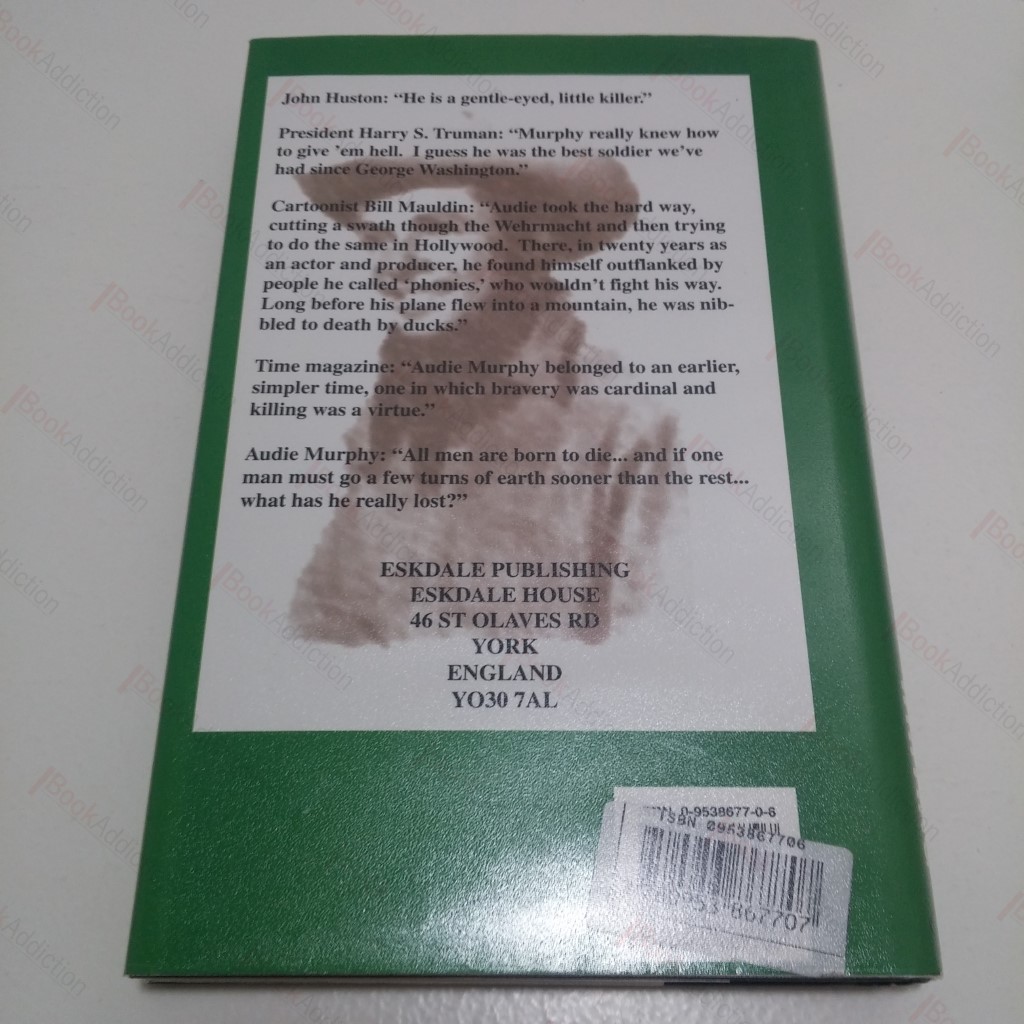 John Huston: “He is a gentle-eyed, little killer.”
President Harry S. Truman: “Murphy really knew how
to give ’em hell.  I guess he was the best soldier we’ve
had since George Washington.”
Cartoonist Bill Mauldin: “Audie took the hard way,
cutting a swath though the Wehrmacht and then trying
to do the same in Hollywood.  There, in twenty years as
an actor and producer, he found himself outflanked by
people he called ‘phonies,’ who wouldn’t fight his way.
Long before his plane flew into a mountain, he was nib-
bled to death by ducks.”
Time magazine: “Audie Murphy belonged to an earlier,
simpler time, one in which bravery was cardinal and
killing was a virtue.”
Audie Murphy: “All men are born to die... and if one
man must go a few turns of earth sooner than the rest...
what has he really lost?”
ESKDALE PUBLISHING
ESKDALE HOUSE
46 ST OLAVES RD
YORK
ENGLAND
YO30 7AL
0-9538677-0-6
ISBN 0953867706
867707
BookAddiction